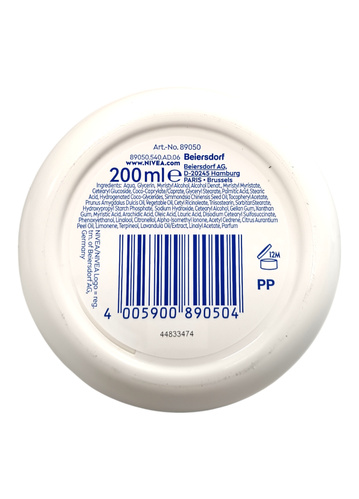 Art.-No. 89050
89050.540.AD.06 Beiersdorf
www.NIVEA.com Beiersdorf AG,
200ml e D-20245 Hamburg
PARIS • Brussels
Ingredients: Aqua, Glycerin, Myristyl Alcohol, Alcohol Denat., Myristyl Myristate,
Cetearyl Glucoside, Coco-Caprylate/Caprate, Glyceryl Stearate, Palmitic Acid, Stearic
Acid, Hydrogenated Coco-Glycerides, Simmondsia Chinensis Seed Oil, Tocopheryl Acetate,
Prunus Amygdalus Dulcis Oil, Vegetable Oil, Cetyl Ricinoleate, Triisostearin, Sorbitan Stearate,
Hydroxypropyl Starch Phosphate, Sodium Hydroxide, Cetearyl Alcohol, Gellan Gum, Xanthan
Gum, Myristic Acid, Arachidic Acid, Oleic Acid, Lauric Acid, Disodium Cetearyl Sulfosuccinate,
Phenoxyethanol, Linalool, Citronellol, Alpha-Isomethyl Ionone, Acetyl Cedrene, Citrus Aurantium
Peel Oil, Limonene, Terpineol, Lavandula Oil/Extract, Linalyl Acetate, Parfum
NIVEA/NIVEA Logo = reg.
tm. of Beiersdorf AG,
Germany
12M
PP
4 005900 890504
44833474